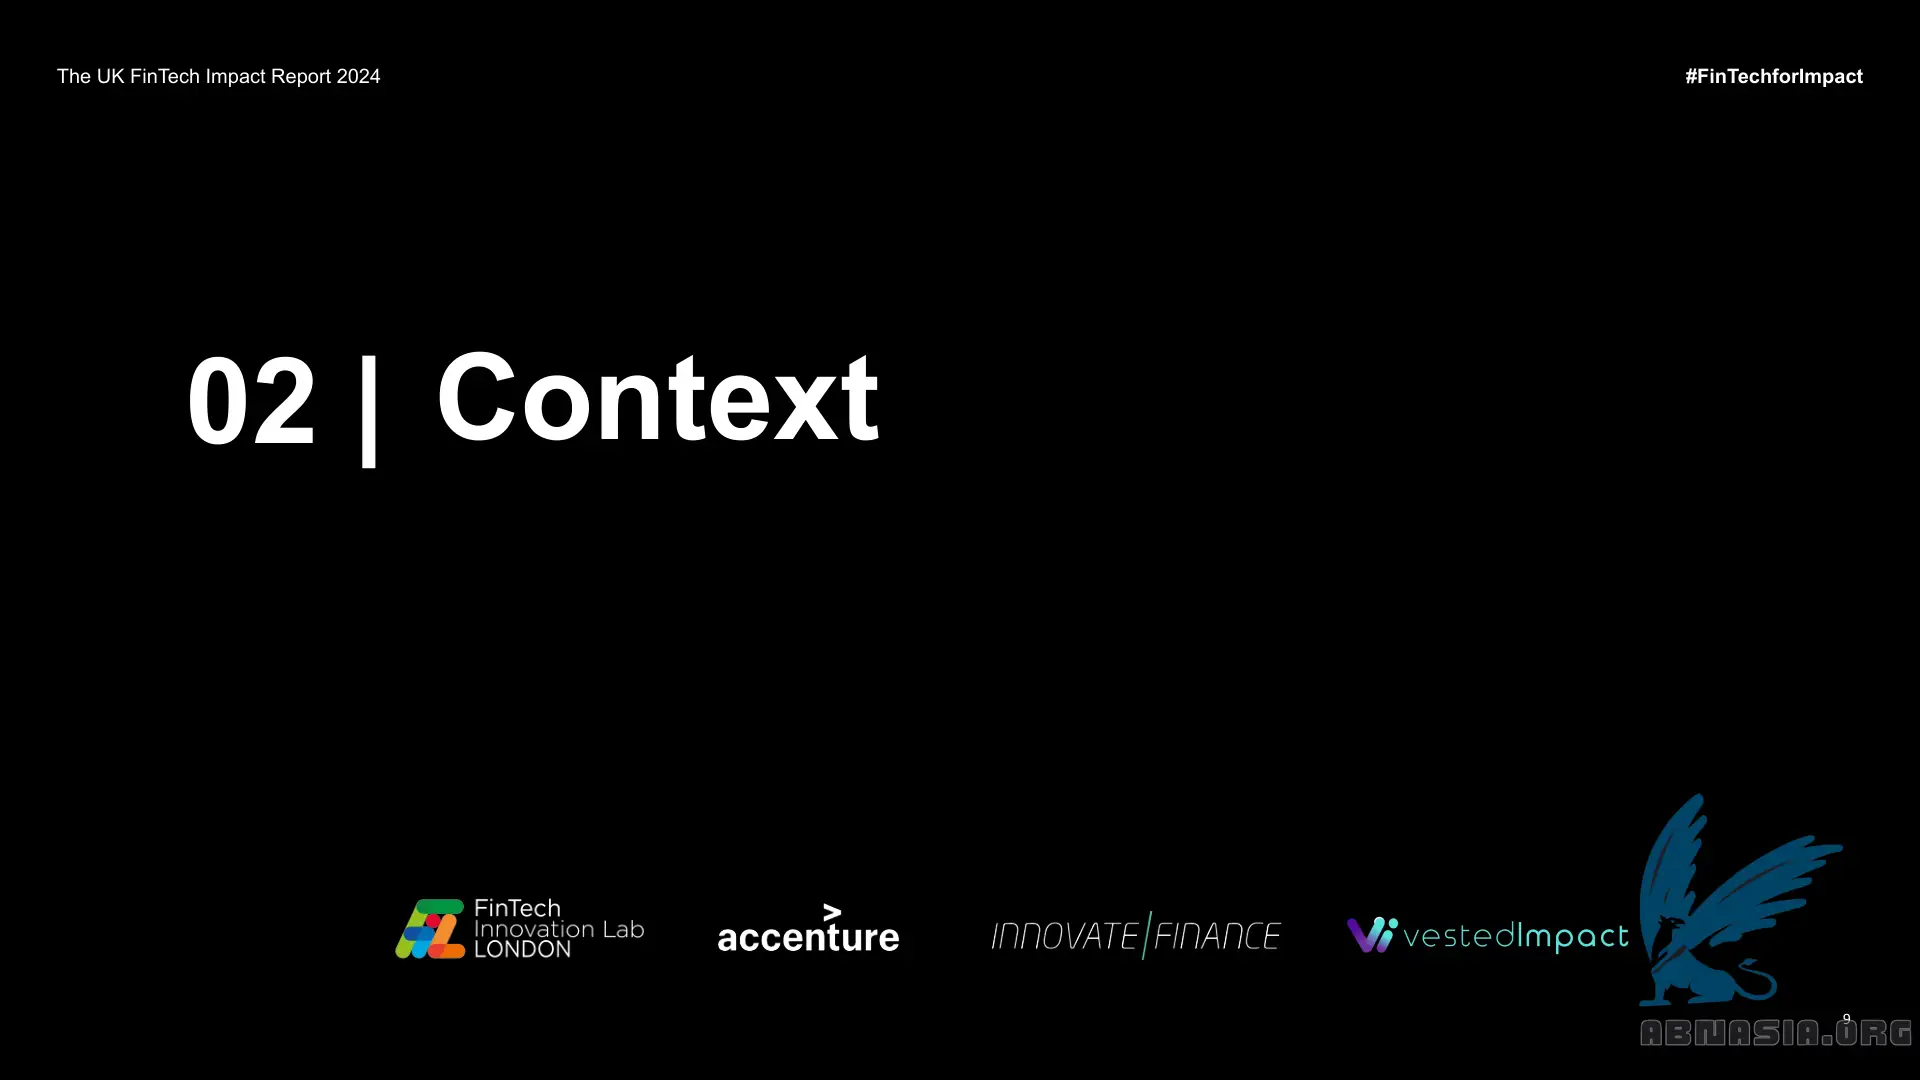 The UK FinTech Impact Report 2024
#FinTechforImpact
02 | Context
FinTech
Innovation Lab
LONDON
>
accenture
INNOVATE/FINANCE
vestedImpact
9
ABMASIA.ORG